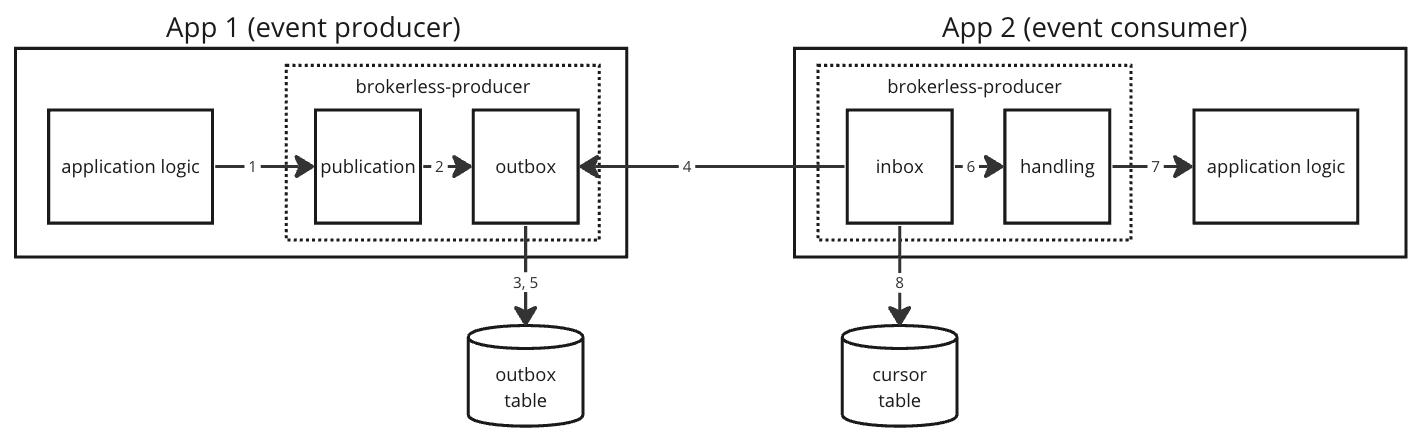 App 1 (event producer)
App 2 (event consumer)
brokerless-producer
brokerless-producer
application logic
1
publication
2
outbox
4
inbox
6
handling
7
application logic
3, 5
8
outbox
table
cursor
table